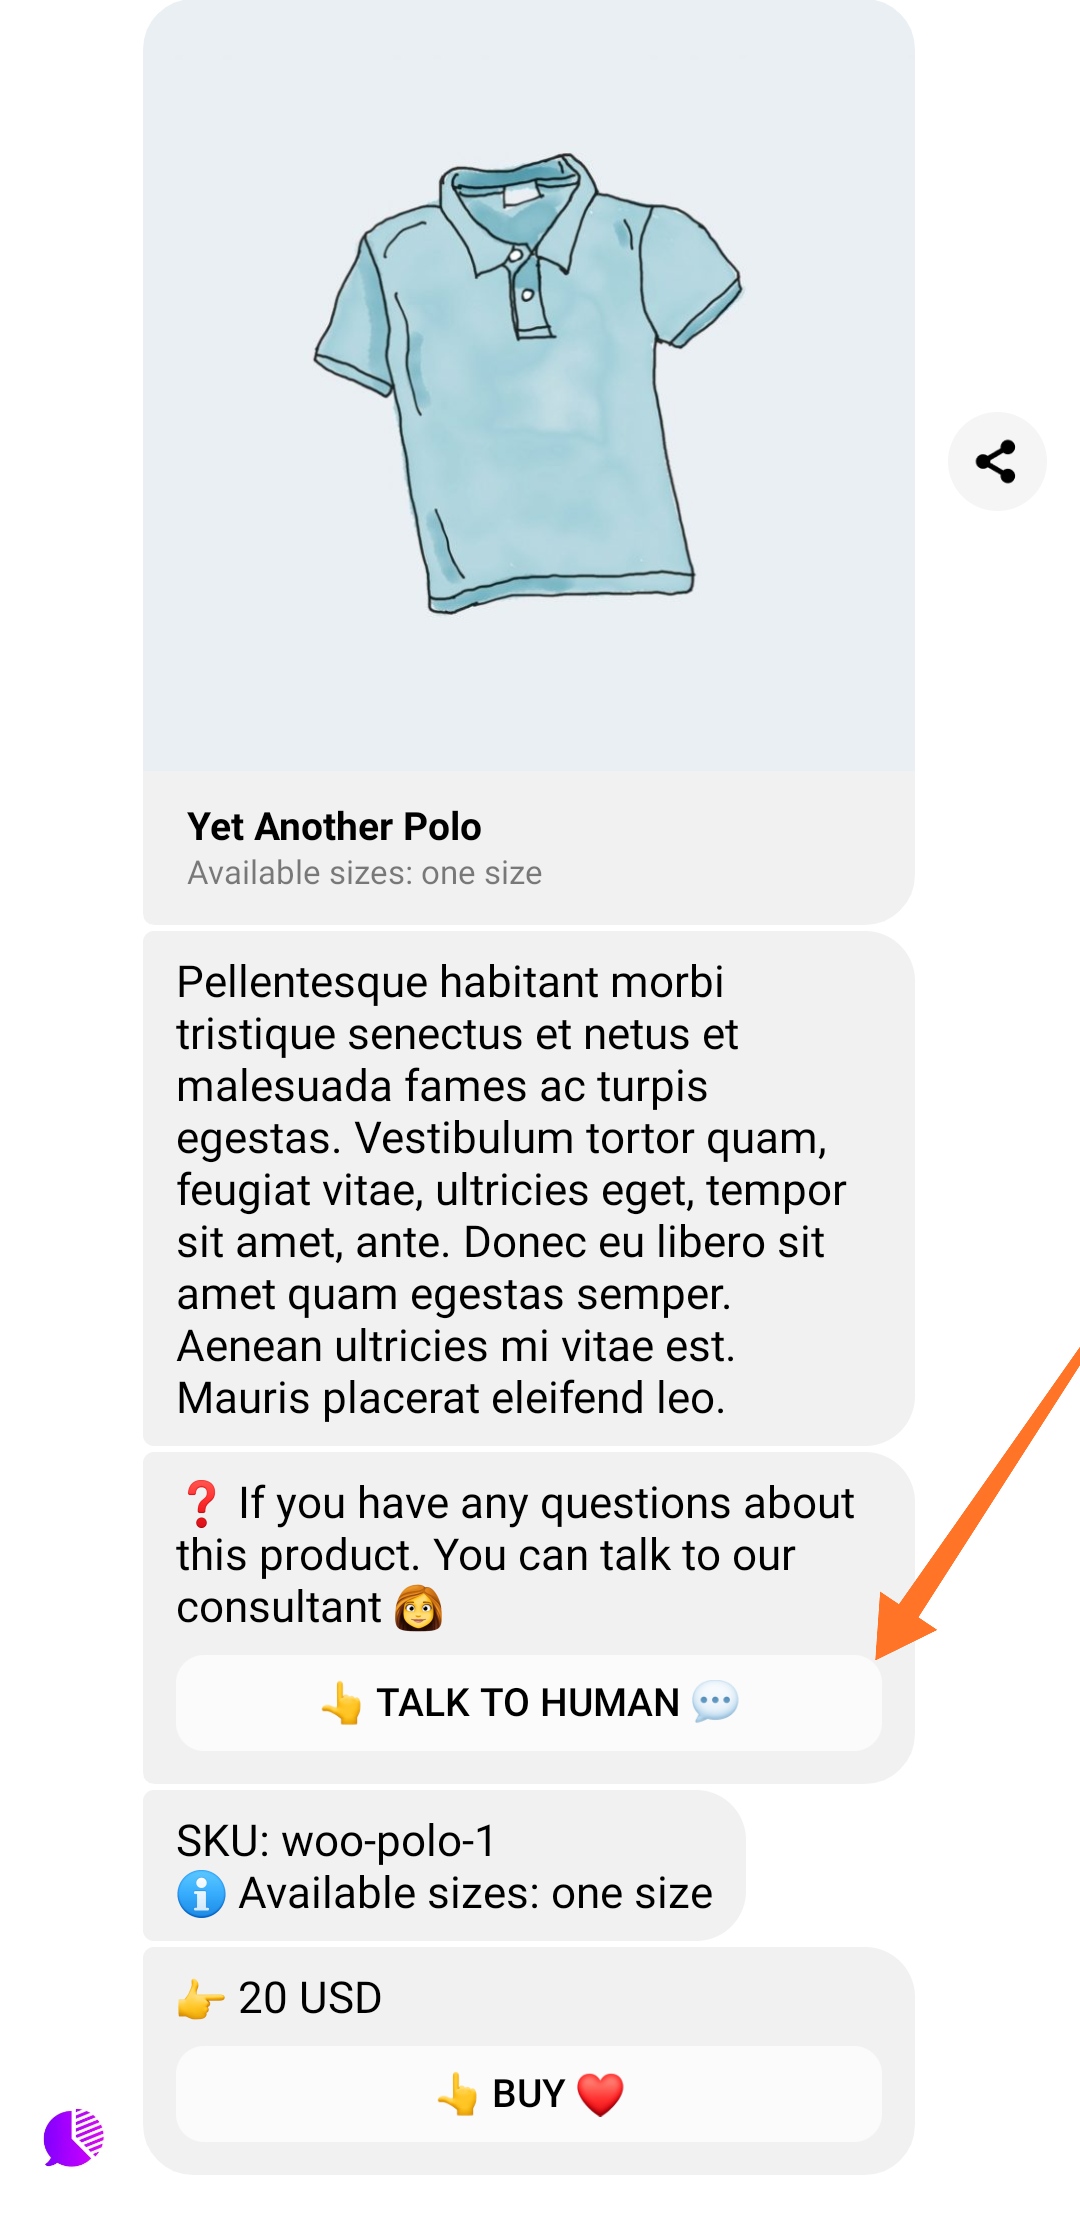 Yet Another Polo
Available sizes: one size
Pellentesque habitant morbi
tristique senectus et netus et
malesuada fames ac turpis
egestas. Vestibulum tortor quam,
feugiat vitae, ultricies eget, tempor
sit amet, ante. Donec eu libero sit
amet quam egestas semper.
Aenean ultricies mi vitae est.
Mauris placerat eleifend leo.
❓ If you have any questions about
this product. You can talk to our
consultant 👩
👆 TALK TO HUMAN 💬
SKU: woo-polo-1
ℹ️ Available sizes: one size
👉 20 USD
👆 BUY ❤️